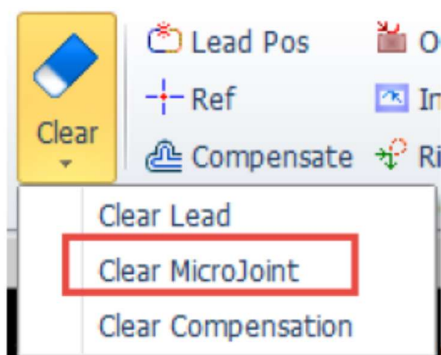 Lead Pos
Ref
Clear
Compensate
Clear Lead
Clear MicroJoint
Clear Compensation